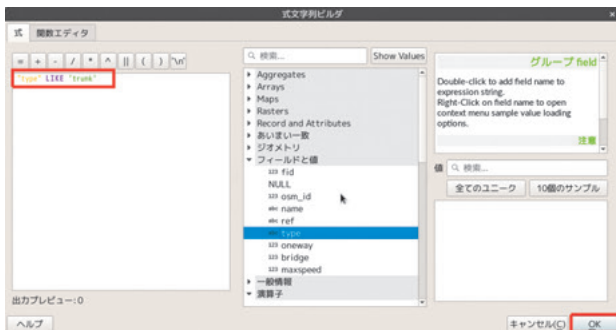 式文字列ビルダ
式 関数エディタ
= + - / * ^ || ( ) '\n'
"type" LIKE 'trunk'
出力プレビュー:0
ヘルプ
検索...
Show Values
Aggregates
Arrays
Maps
Rasters
Record and Attributes
あいまい一致
ジオメトリ
フィールドと値
123 fid
NULL
123 osm_id
abc name
abc ref
abc type
123 oneway
123 bridge
123 maxspeed
一般情報
演算子
グループ field
Double-click to add field name to
expression string.
Right-Click on field name to open
context menu sample value loading
options.
注意
値 検索...
全てのユニーク 10個のサンプル
キャンセル(C) OK